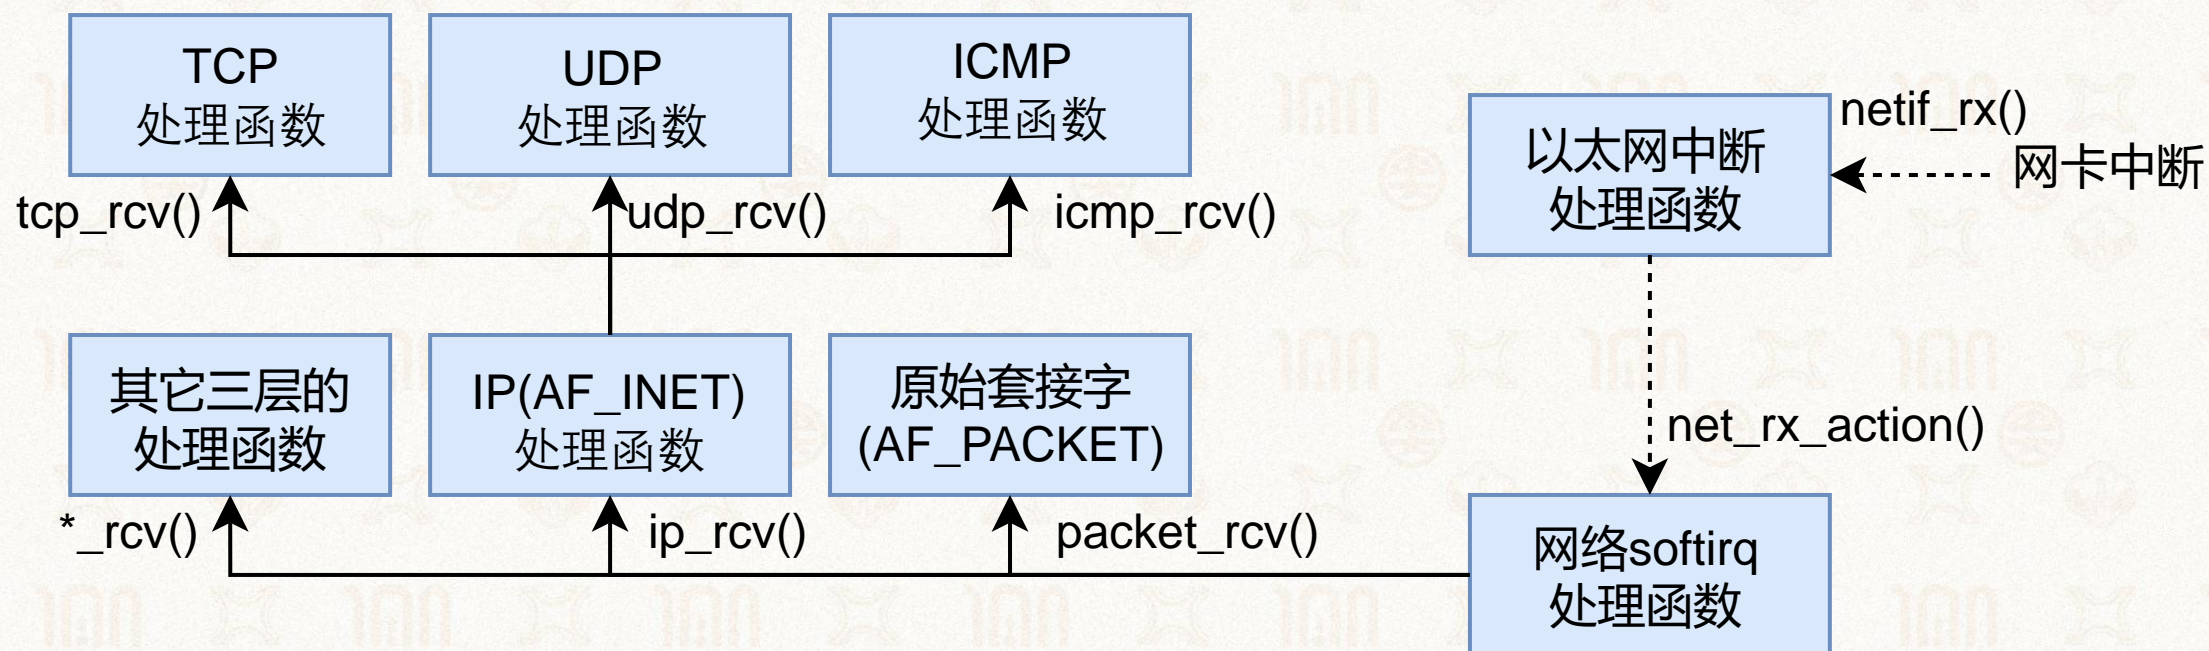 TCP
处理函数
UDP
处理函数
ICMP
处理函数
以太网中断
处理函数
netif_rx()
网卡中断
tcp_rcv()
udp_rcv()
icmp_rcv()
其它三层的
处理函数
IP(AF_INET)
处理函数
原始套接字
(AF_PACKET)
net_rx_action()
*_rcv()
ip_rcv()
packet_rcv()
网络softirq
处理函数